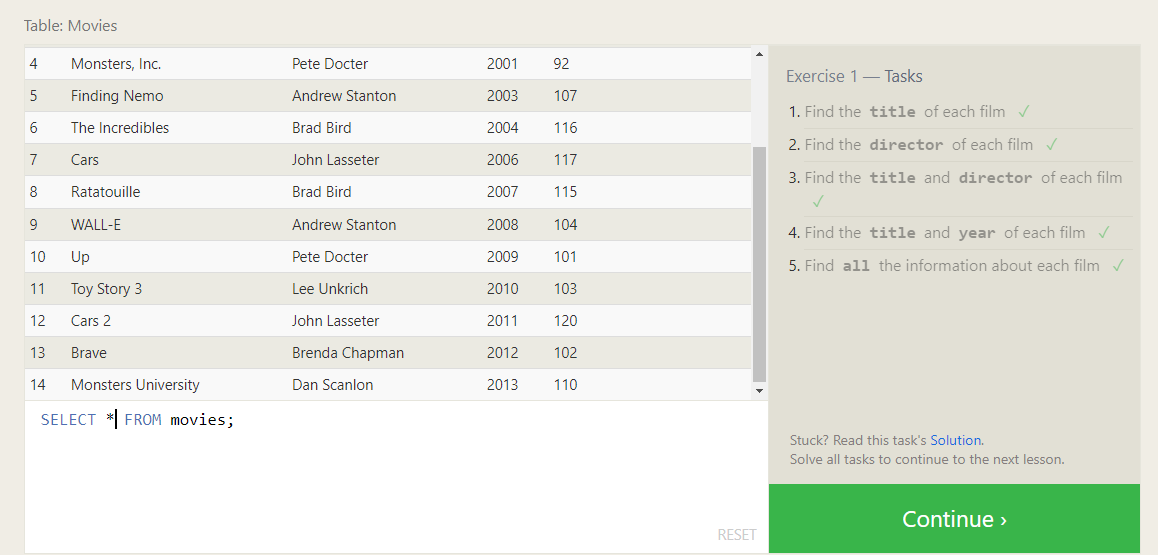 Table: Movies
4 Monsters, Inc. Pete Docter 2001 92
5 Finding Nemo Andrew Stanton 2003 107
6 The Incredibles Brad Bird 2004 116
7 Cars John Lasseter 2006 117
8 Ratatouille Brad Bird 2007 115
9 WALL-E Andrew Stanton 2008 104
10 Up Pete Docter 2009 101
11 Toy Story 3 Lee Unkrich 2010 103
12 Cars 2 John Lasseter 2011 120
13 Brave Brenda Chapman 2012 102
14 Monsters University Dan Scanlon 2013 110
SELECT * FROM movies;
RESET
Exercise 1 — Tasks
1. Find the title of each film ✓
2. Find the director of each film ✓
3. Find the title and director of each film
✓
4. Find the title and year of each film ✓
5. Find all the information about each film ✓
Stuck? Read this task's Solution.
Solve all tasks to continue to the next lesson.
Continue ›